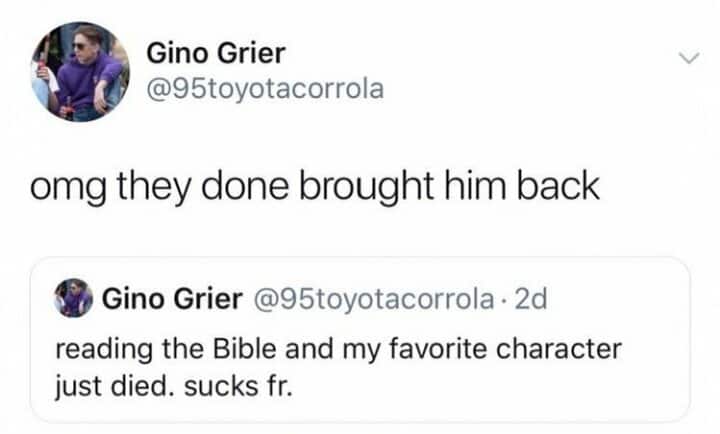 Gino Grier
@95toyotacorrola
omg they done brought him back
Gino Grier @95toyotacorrola · 2d
reading the Bible and my favorite character
just died. sucks fr.